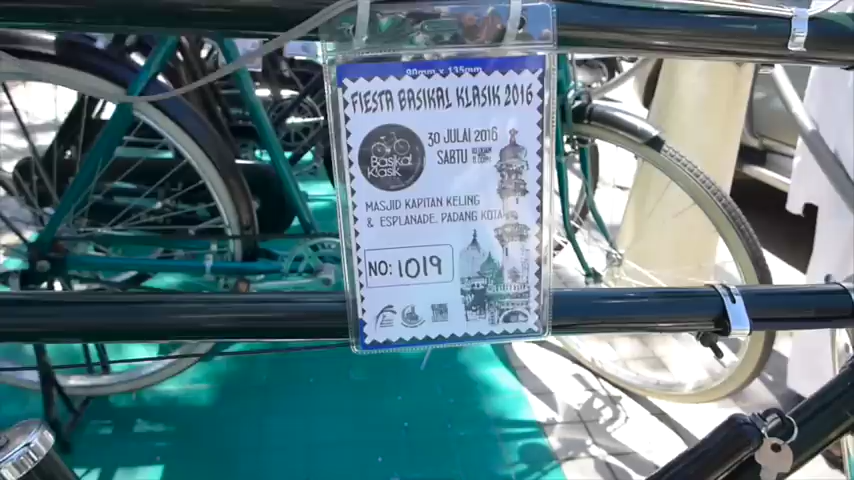 90mm x 135mm
FIESTA BASIKAL KLASIK 2016
30 JULAI 2016
SABTU
Baskal
Klasik
MASJID KAPITAN KELING
& ESPLANADE, PADANG KOTA
NO: 1019